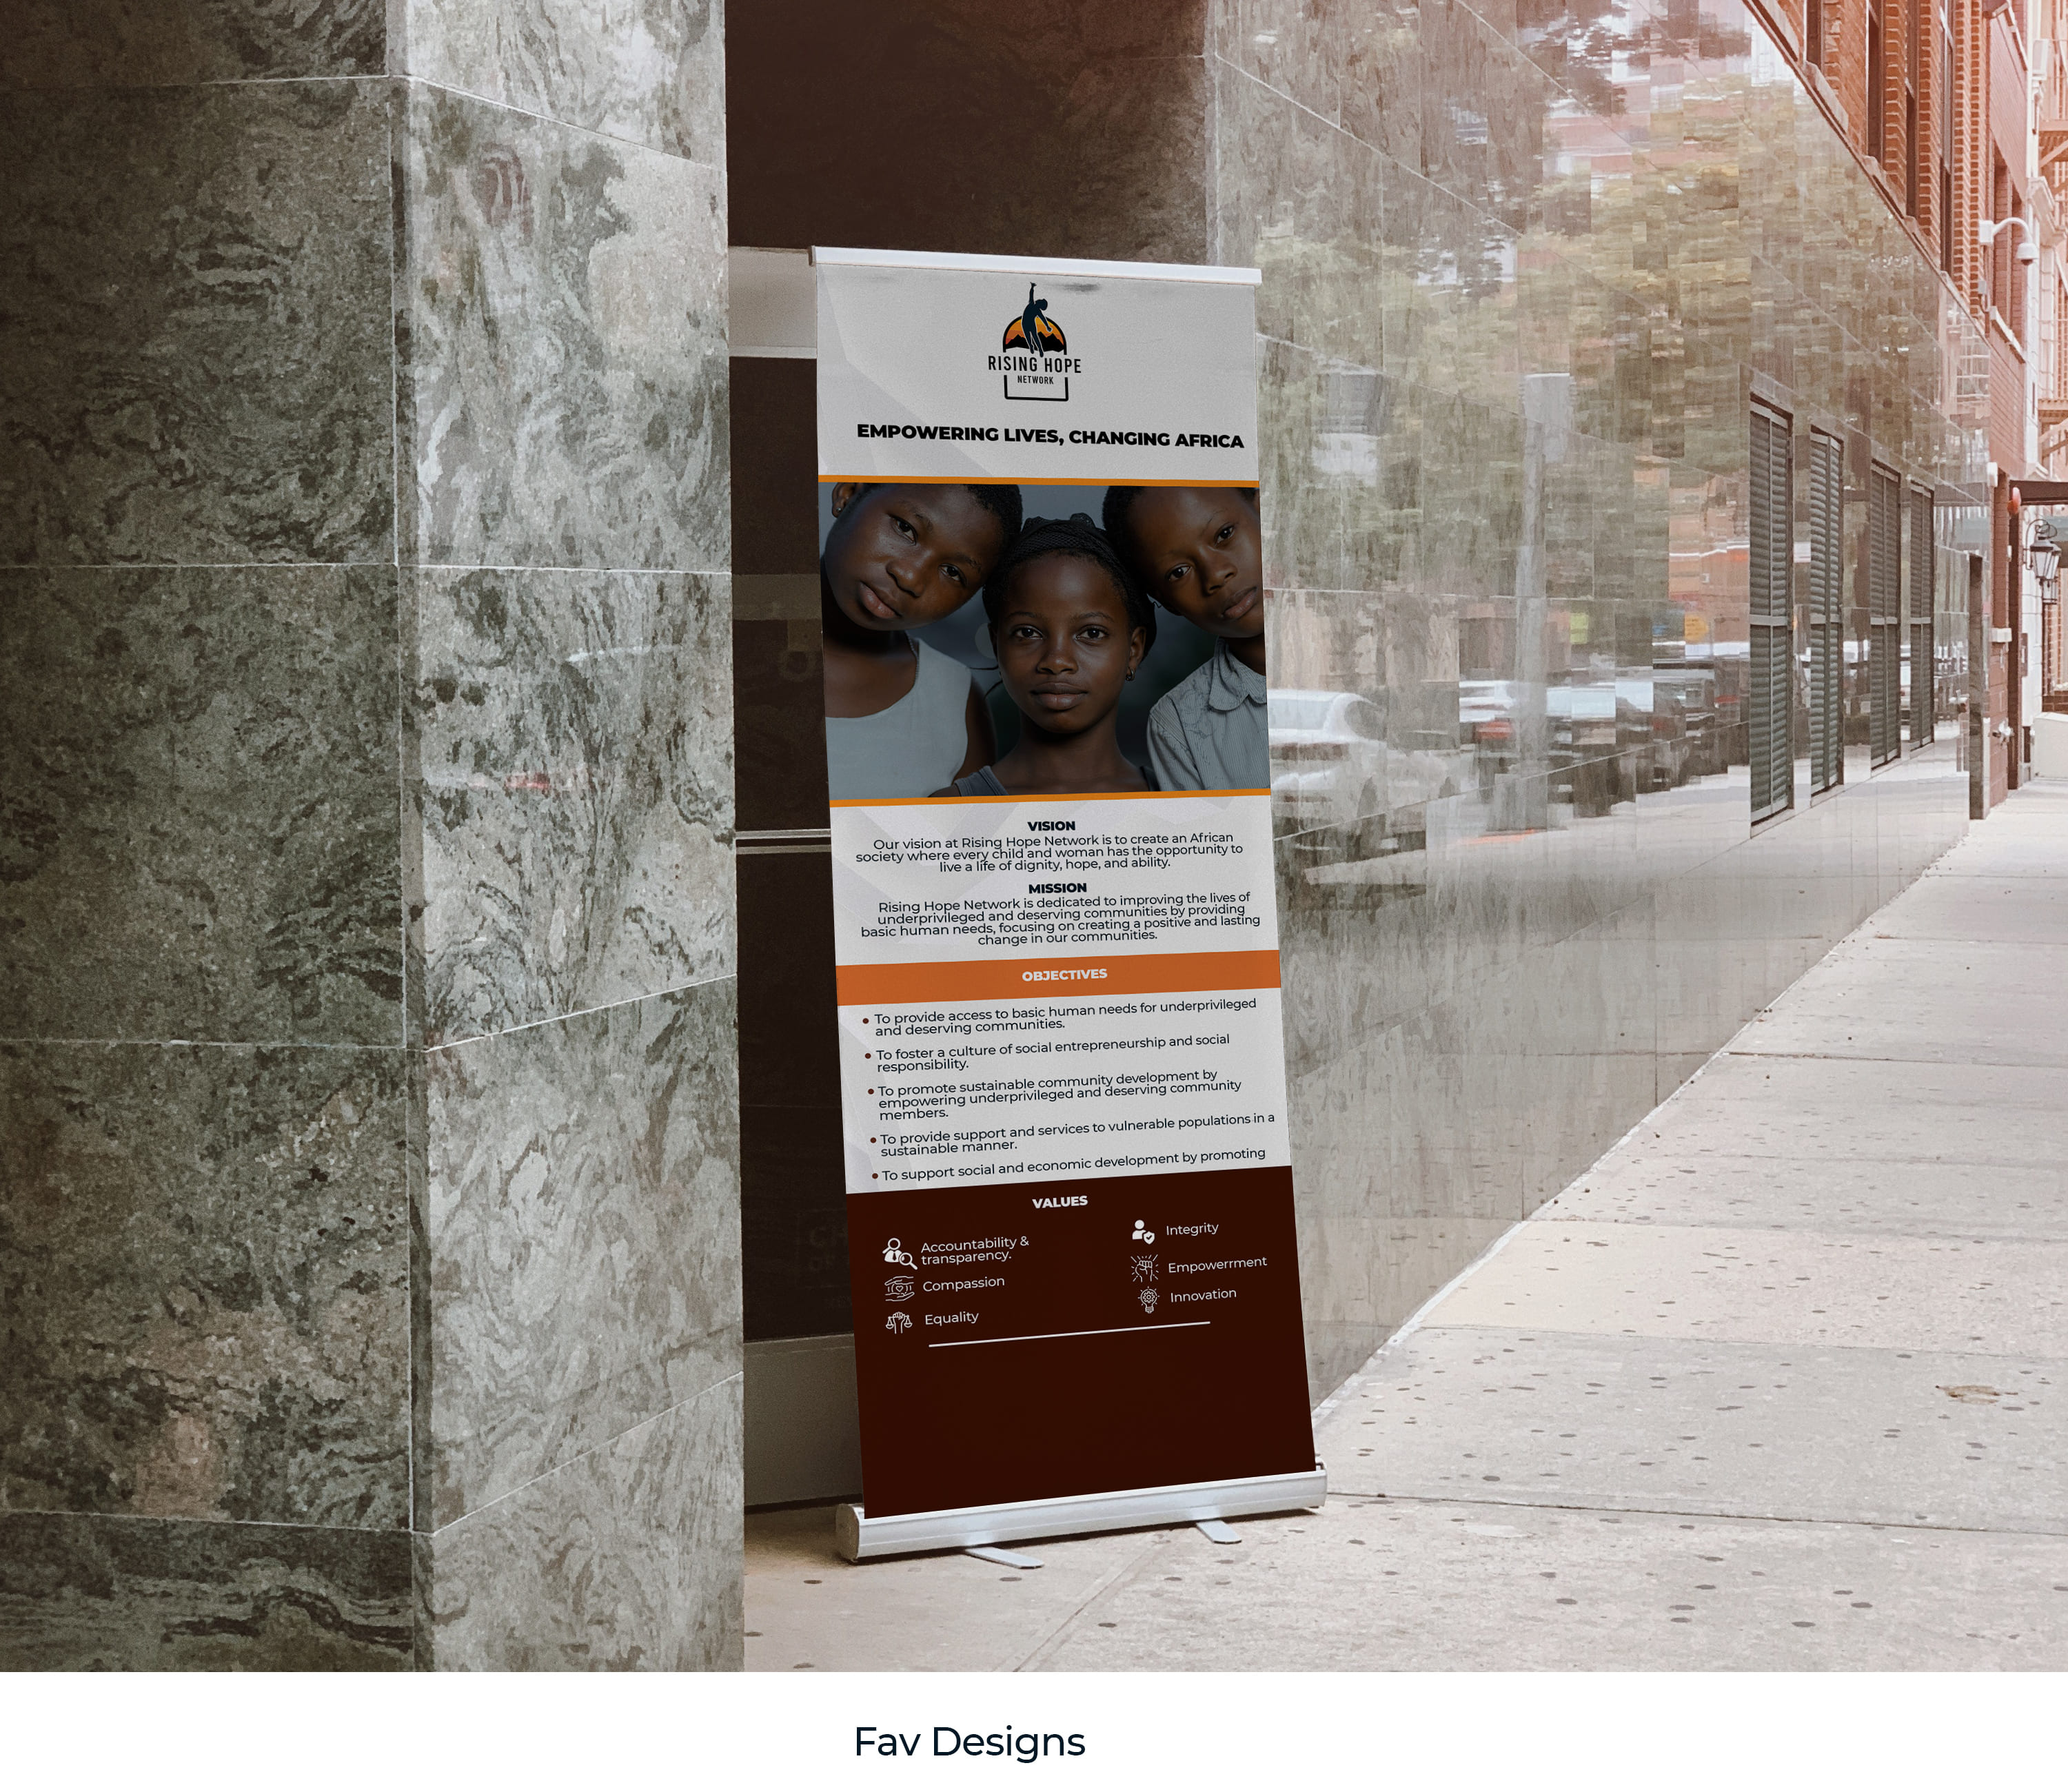 RISING HOPE
NETWORK
EMPOWERING LIVES, CHANGING AFRICA
VISION
Our vision at Rising Hope Network is to create an African
society where every child and woman has the opportunity to
live a life of dignity, hope, and ability.
MISSION
Rising Hope Network is dedicated to improving the lives of
underprivileged and deserving communities by providing
basic human needs, focusing on creating a positive and lasting
change in our communities.
OBJECTIVES
• To provide access to basic human needs for underprivileged
and deserving communities.
• To foster a culture of social entrepreneurship and social
responsibility.
• To promote sustainable community development by
empowering underprivileged and deserving community
members.
• To provide support and services to vulnerable populations in a
sustainable manner.
• To support social and economic development by promoting
VALUES
Accountability &
transparency.
Compassion
Equality
Integrity
Empowerrment
Innovation
Fav Designs